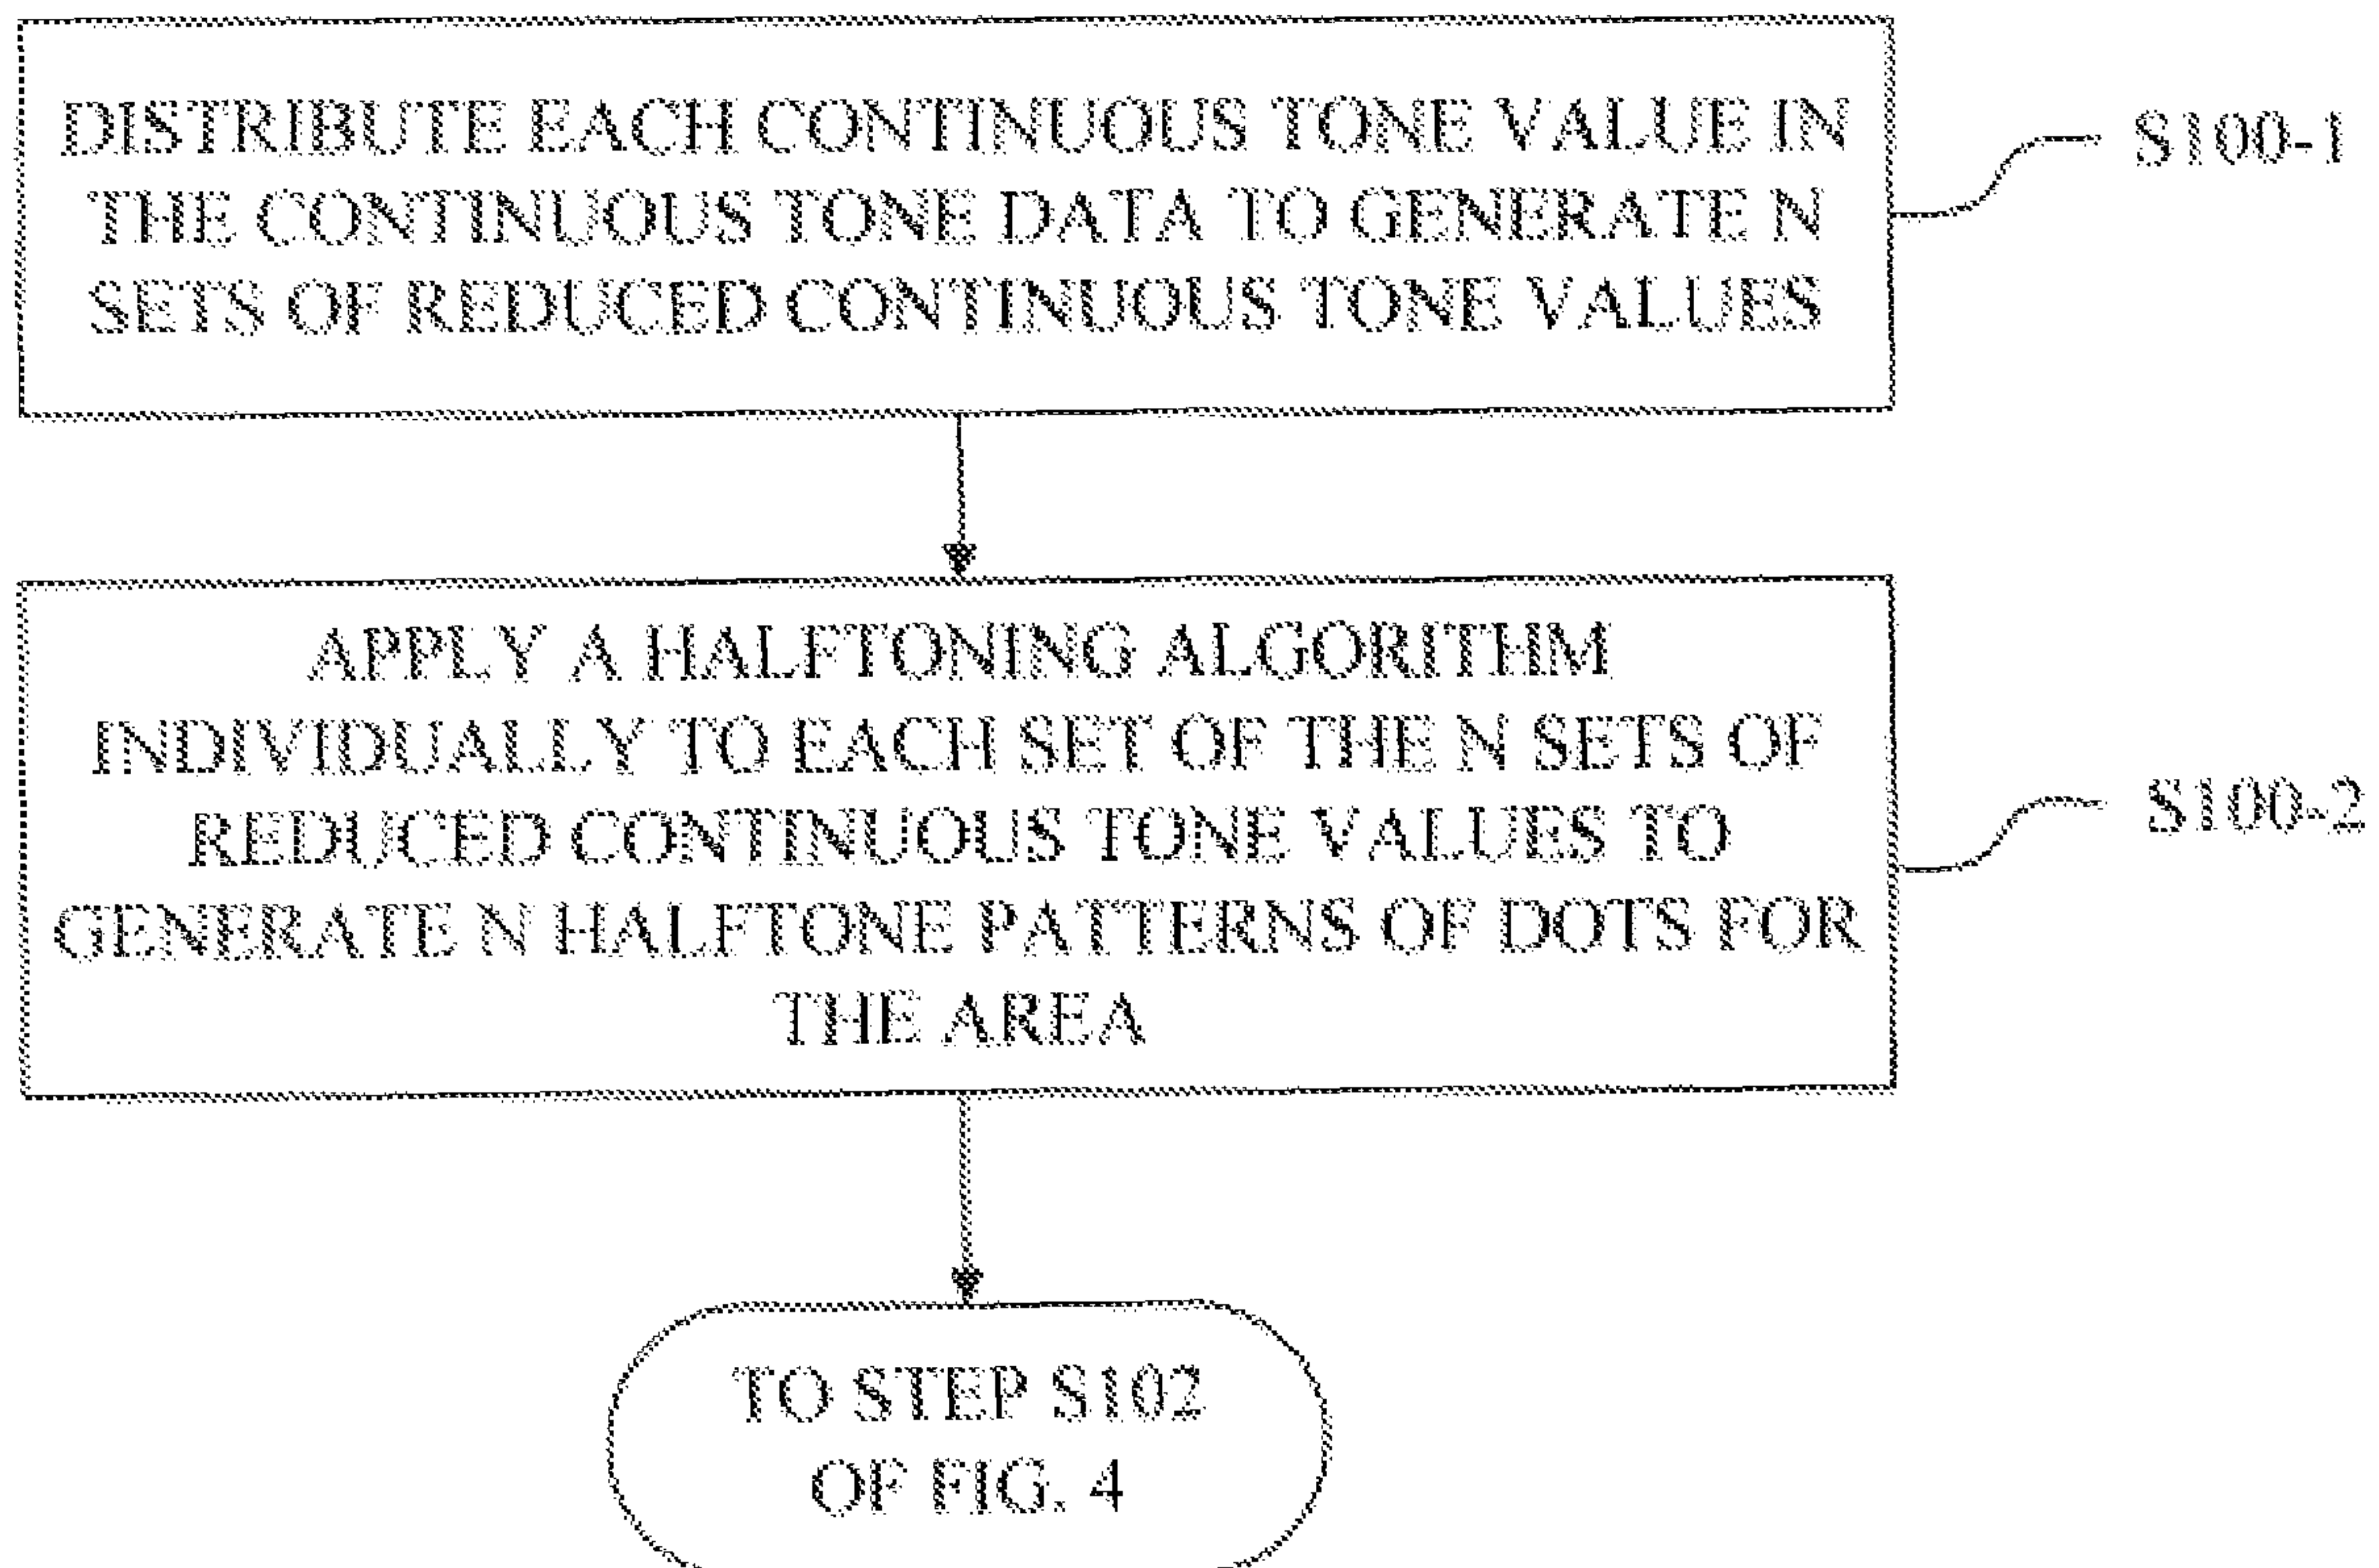 DISTRIBUTE EACH CONTINUOUS TONE VALUE IN
THE CONTINUOUS TONE DATA TO GENERATE N
SETS OF REDUCED CONTINUOUS TONE VALUES
S100-1
APPLY A HALFTONING ALGORITHM
INDIVIDUALLY TO EACH SET OF THE N SETS OF
REDUCED CONTINUOUS TONE VALUES TO
GENERATE N HALFTONE PATTERNS OF DOTS FOR
THE AREA
S100-2
TO STEP S102
OF FIG. 4